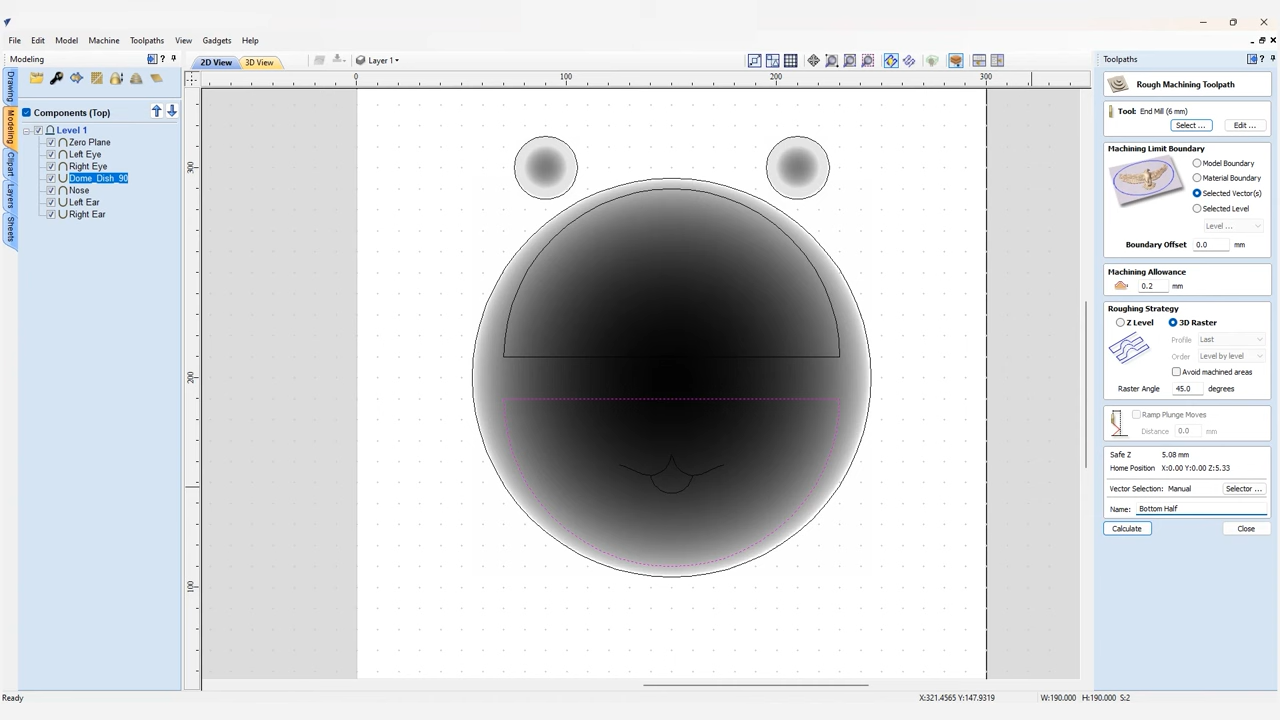 File Edit Model Machine Toolpaths View Gadgets Help
Modeling
2D View 3D View Layer 1
Toolpaths
Drawing
Modeling
Clipart
Layers
Sheets
Components (Top)
Level 1
Zero Plane
Left Eye
Right Eye
Dome_Dish_90
Nose
Left Ear
Right Ear
0 100 200 300
300
200
100
Rough Machining Toolpath
Tool: End Mill (6 mm)
Select ... Edit ...
Machining Limit Boundary
Model Boundary
Material Boundary
Selected Vector(s)
Selected Level
Level ...
Boundary Offset 0.0 mm
Machining Allowance
0.2 mm
Roughing Strategy
Z Level 3D Raster
Profile Last
Order Level by level
Avoid machined areas
Raster Angle 45.0 degrees
Ramp Plunge Moves
Distance 0.0 mm
Safe Z 5.08 mm
Home Position X:0.00 Y:0.00 Z:5.33
Vector Selection: Manual Selector ...
Name: Bottom Half
Calculate Close
Ready X:321.4565 Y:147.9319 W:190.000 H:190.000 S:2